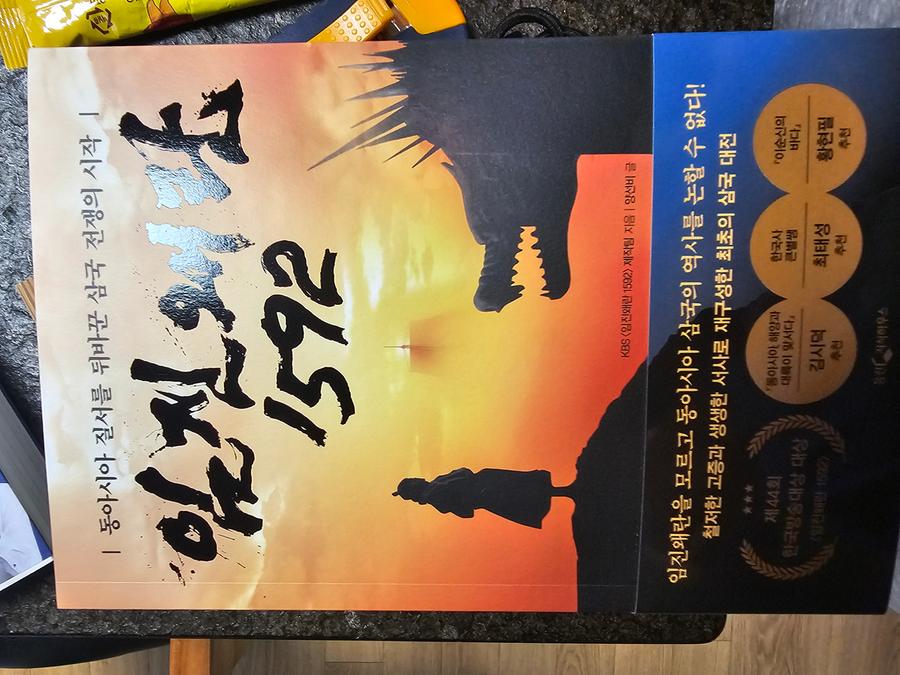 | 동아시아 질서를 뒤바꾼 삼국 전쟁의 시작 |
임진왜란
1592
KBS <임진왜란 1592> 제작팀 지음 | 양선비 글
임진왜란을 모르고 동아시아 삼국의 역사를 논할 수 없다!
철저한 고증과 생생한 서사로 재구성한 최초의 삼국 대전
★★★
제44회
한국방송대상 대상
<임진왜란 1592>
『동아시아, 해양과
대륙이 맞서다』
김시덕
추천
한국사
큰별쌤
최태성
추천
『이순신의
바다』
황현필
추천